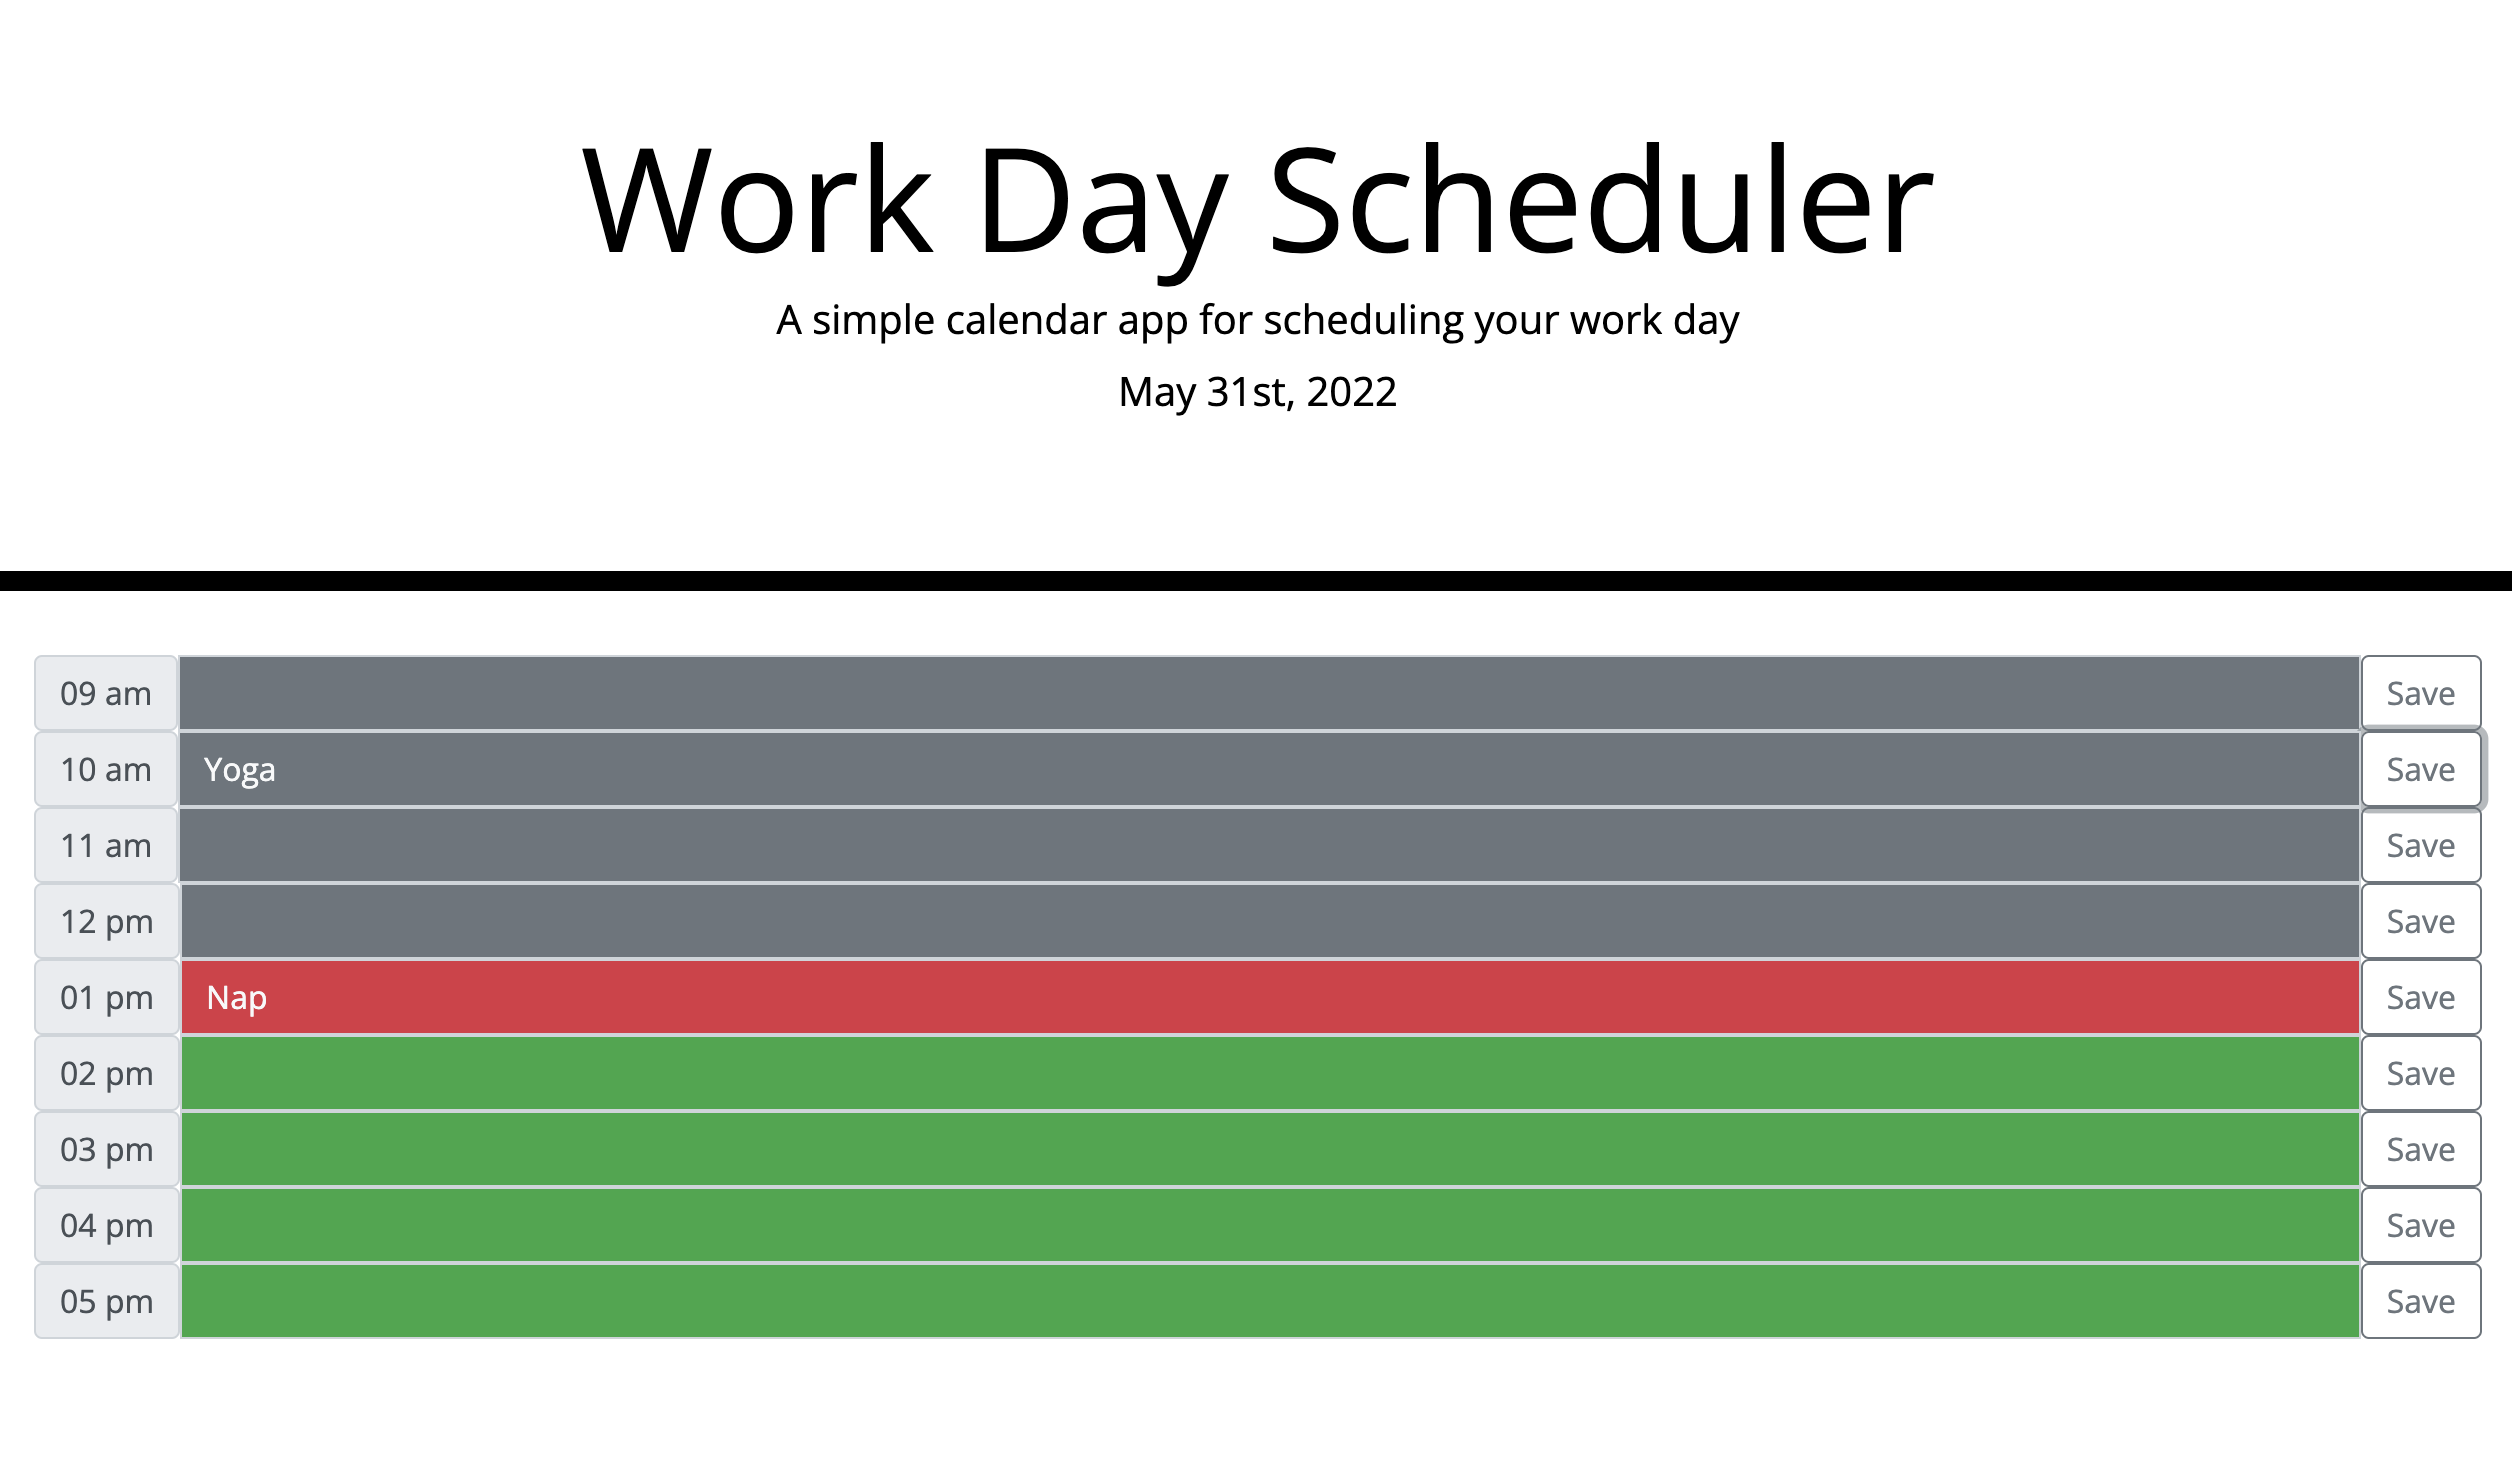 Work Day Scheduler
A simple calendar app for scheduling your work day
May 31st, 2022
09 am Save
10 am Yoga Save
11 am Save
12 pm Save
01 pm Nap Save
02 pm Save
03 pm Save
04 pm Save
05 pm Save